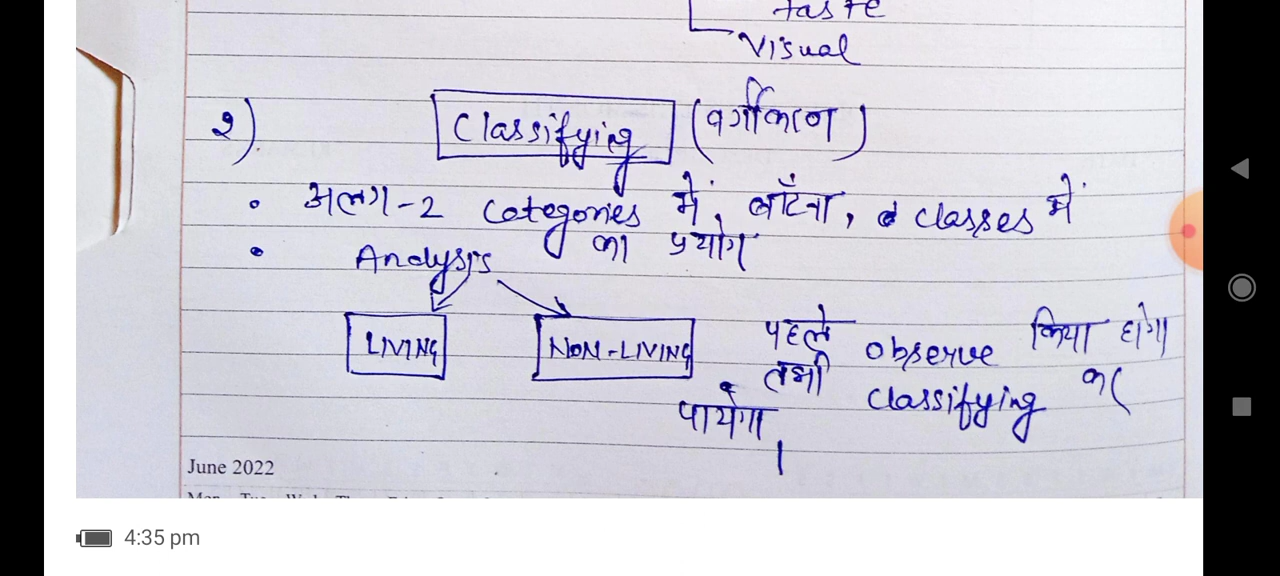 taste
Visual
२). Classifying (वर्गीकरण)
• अलग-2 categories में, बाँटना, classes में
का प्रयोग
• Analysis
LIVING NON-LIVING पहले observe किया होगा
तभी classifying कर
पायेगा।
June 2022
4:35 pm